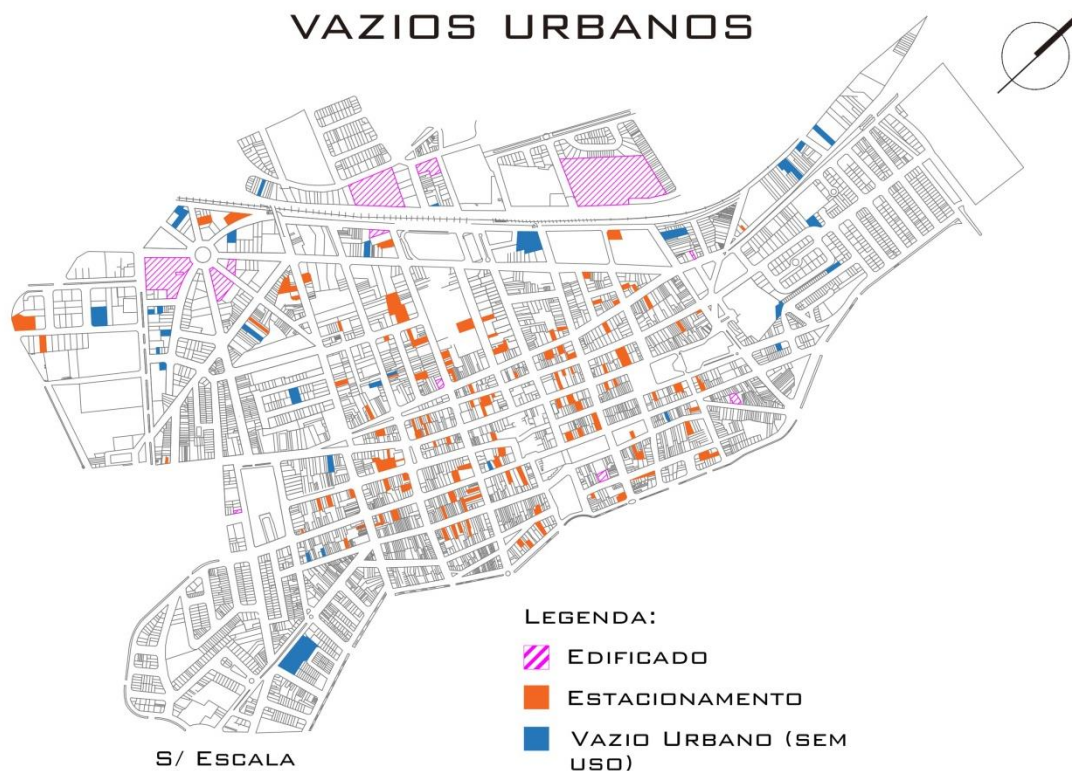 VAZIOS URBANOS
LEGENDA:
EDIFICADO
ESTACIONAMENTO
VAZIO URBANO (SEM
USO)
S/ ESCALA